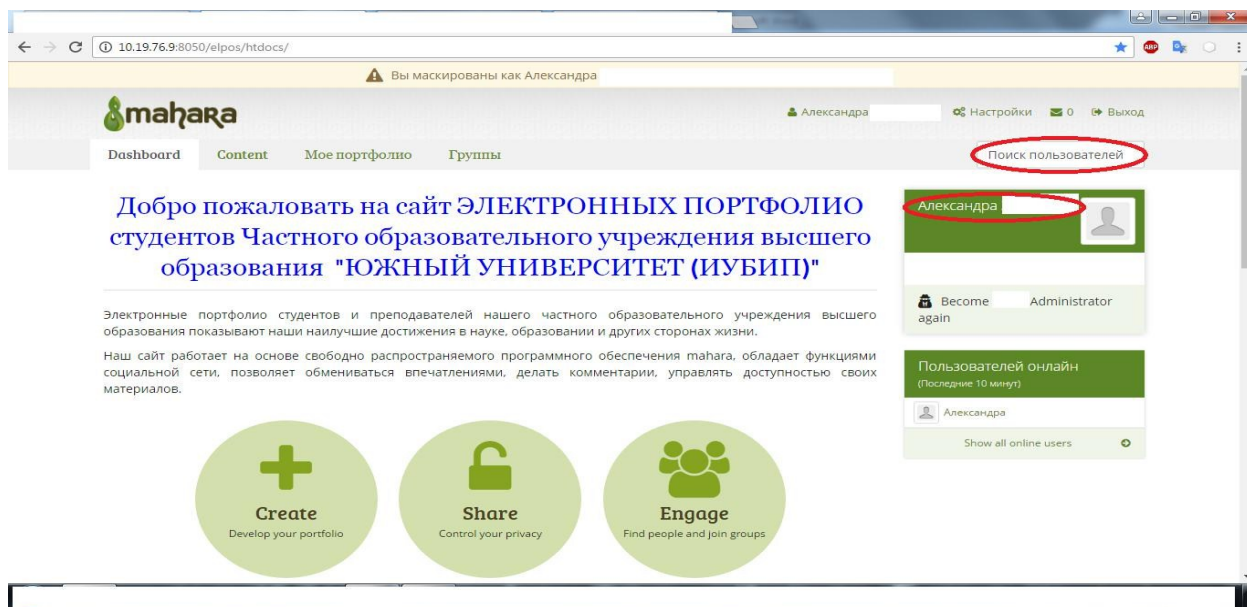 10.19.76.9:8050/elpos/htdocs/
ABP
Вы маскированы как Александра
mahara
Александра
Настройки
0
Выход
Dashboard
Content
Мое портфолио
Группы
Поиск пользователей
Добро пожаловать на сайт ЭЛЕКТРОННЫХ ПОРТФОЛИО
студентов Частного образовательного учреждения высшего
образования "ЮЖНЫЙ УНИВЕРСИТЕТ (ИУБИП)"
Электронные портфолио студентов и преподавателей нашего частного образовательного учреждения высшего
образования показывают наши наилучшие достижения в науке, образовании и других сторонах жизни.
Наш сайт работает на основе свободно распространяемого программного обеспечения mahara, обладает функциями
социальной сети, позволяет обмениваться впечатлениями, делать комментарии, управлять доступностью своих
материалов.
Create
Develop your portfolio
Share
Control your privacy
Engage
Find people and join groups
Александра
Become Administrator
again
Пользователей онлайн
(Последние 10 минут)
Александра
Show all online users